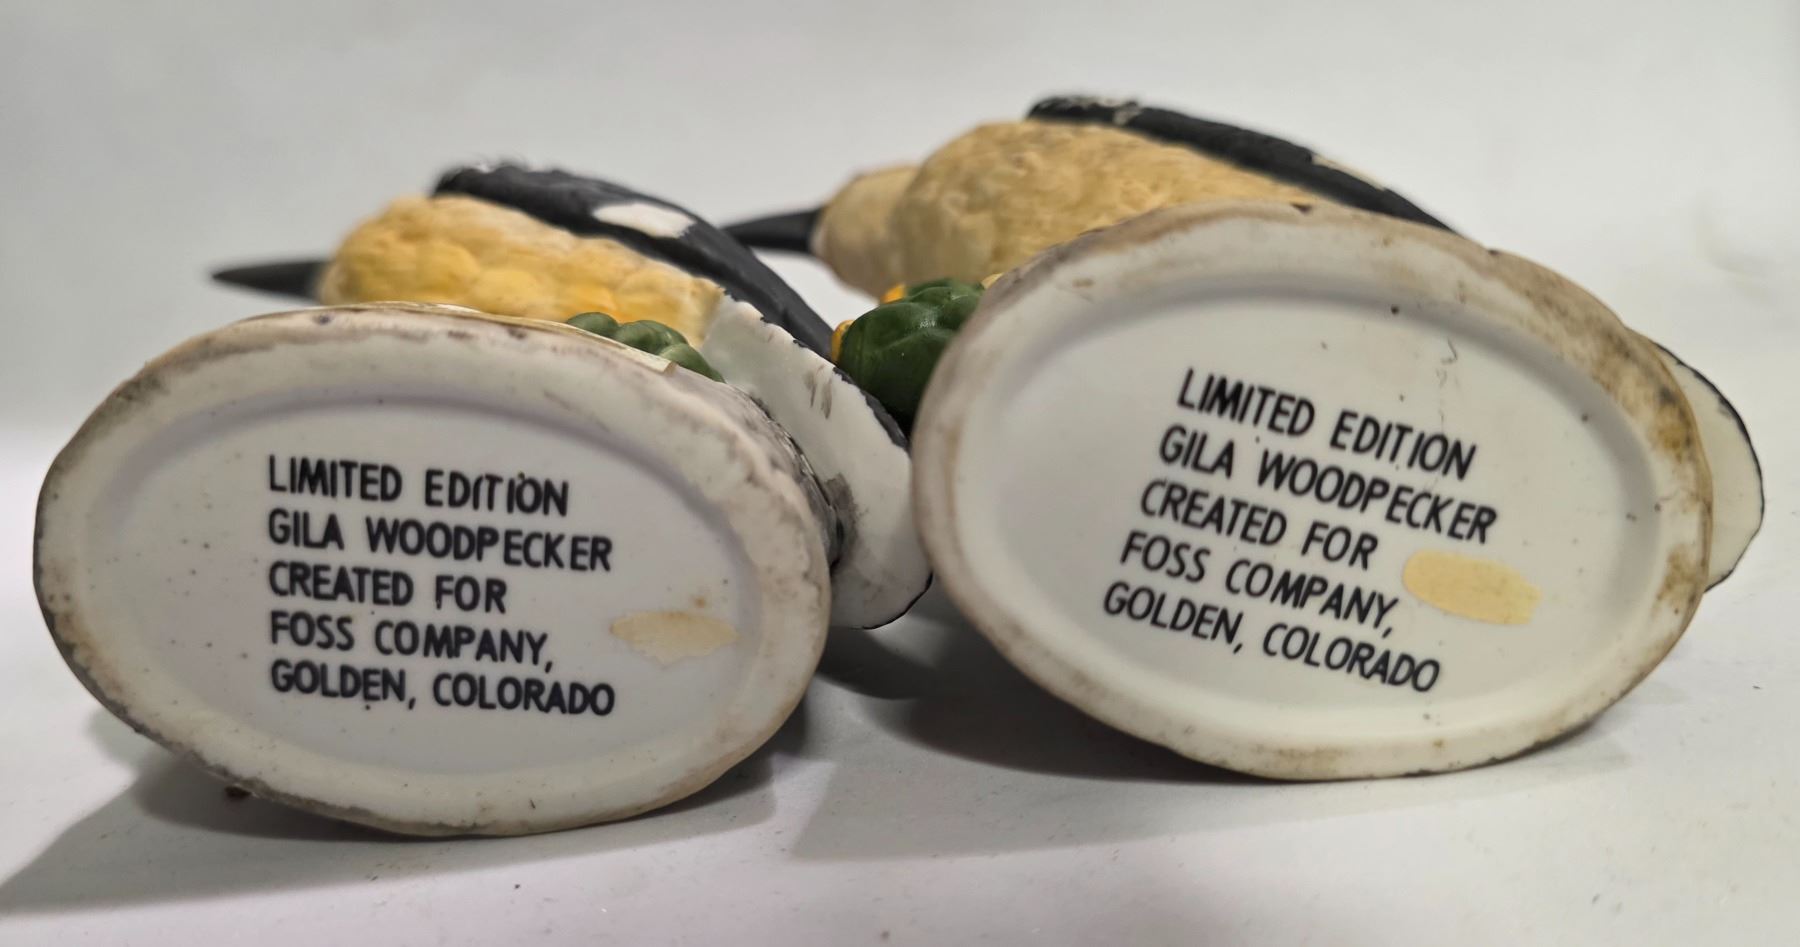 LIMITED EDITION
GILA WOODPECKER
CREATED FOR
FOSS COMPANY,
GOLDEN, COLORADO
LIMITED EDITION
GILA WOODPECKER
CREATED FOR
FOSS COMPANY,
GOLDEN, COLORADO